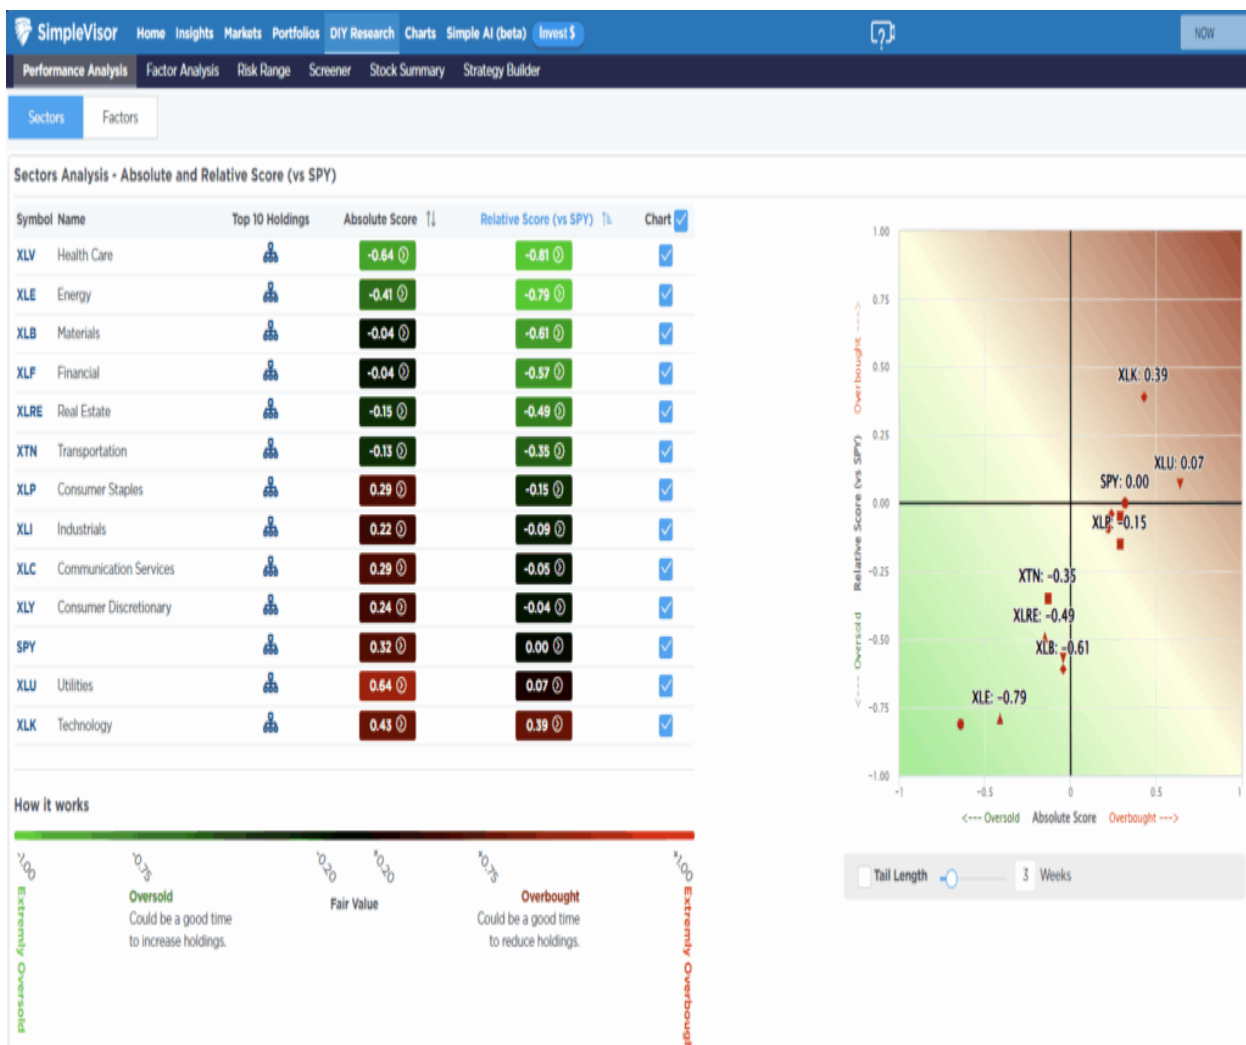 SimpleVisor Home Insights Markets Portfolios DIY Research Charts Simple AI (beta) Invest $ NOW
Performance Analysis Factor Analysis Risk Range Screener Stock Summary Strategy Builder
Sectors Factors
Sectors Analysis - Absolute and Relative Score (vs SPY)
Symbol Name Top 10 Holdings Absolute Score Relative Score (vs SPY) Chart
XLV Health Care -0.64 -0.81
XLE Energy -0.41 -0.79
XLB Materials -0.04 -0.61
XLF Financial -0.04 -0.57
XLRE Real Estate -0.15 -0.49
XTN Transportation -0.13 -0.35
XLP Consumer Staples 0.29 -0.15
XLI Industrials 0.22 -0.09
XLC Communication Services 0.29 -0.05
XLY Consumer Discretionary 0.24 -0.04
SPY 0.32 0.00
XLU Utilities 0.64 0.07
XLK Technology 0.43 0.39
How it works
-1.00 -0.75 -0.20 +0.20 +0.75 +1.00
Extremly Oversold
Oversold
Could be a good time
to increase holdings.
Fair Value
Overbought
Could be a good time
to reduce holdings.
Extremly Overbough
1.00
0.75
0.50
0.25
0.00
-0.25
-0.50
-0.75
-1.00
<--- Oversold Relative Score (vs SPY) Overbought --->
XLK: 0.39
XLU: 0.07
SPY: 0.00
XLP: -0.15
XTN: -0.35
XLRE: -0.49
XLB: -0.61
XLE: -0.79
-1 -0.5 0 0.5 1
<--- Oversold Absolute Score Overbought --->
Tail Length 3 Weeks